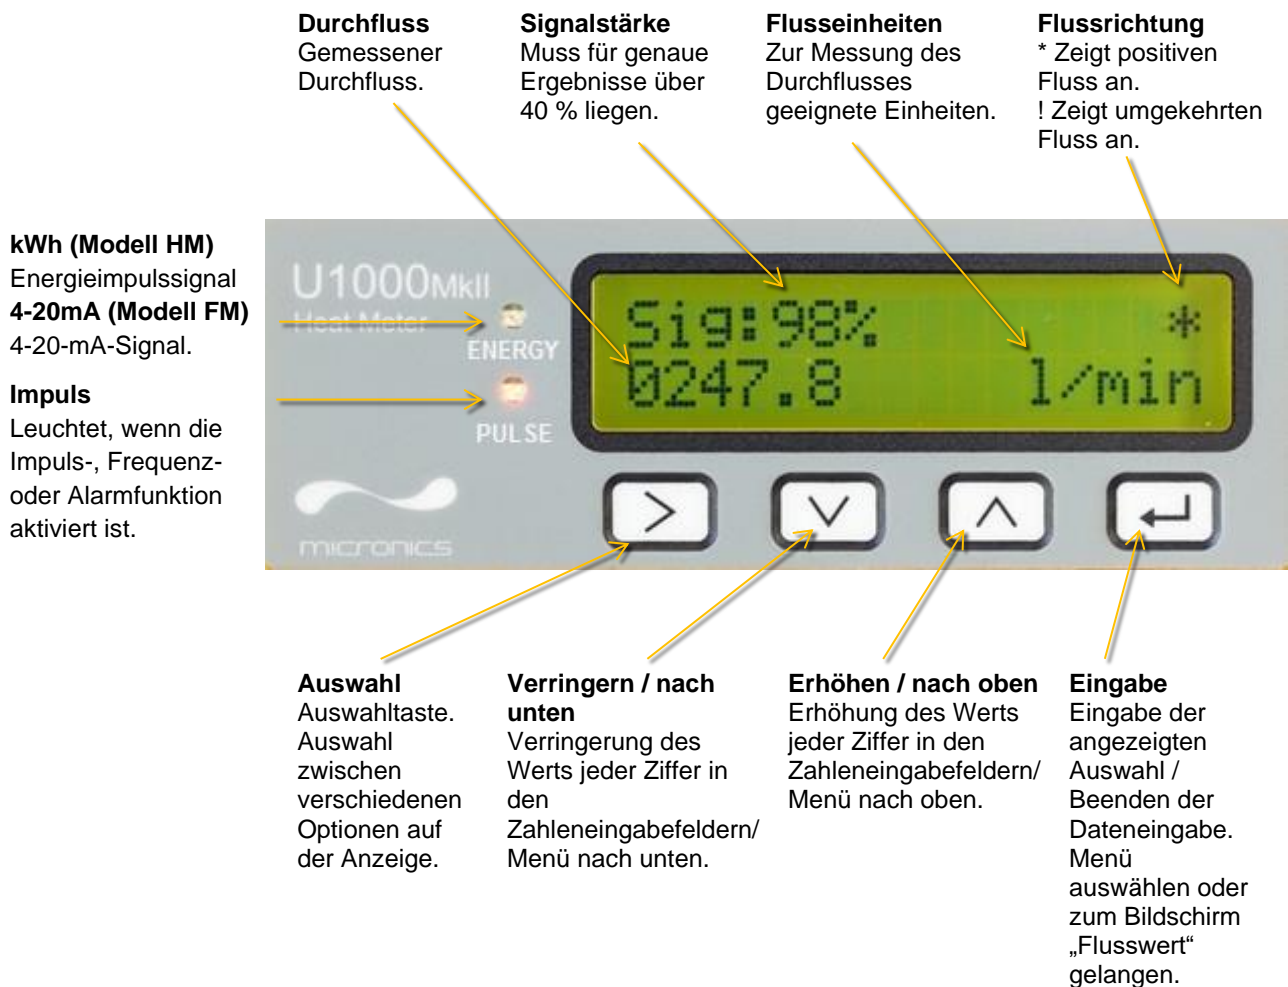 Durchfluss
Gemessener
Durchfluss.
Signalstärke
Muss für genaue
Ergebnisse über
40 % liegen.
Flusseinheiten
Zur Messung des
Durchflusses
geeignete Einheiten.
Flussrichtung
* Zeigt positiven
Fluss an.
! Zeigt umgekehrten
Fluss an.
kWh (Modell HM)
Energieimpulssignal
4-20mA (Modell FM)
4-20-mA-Signal.
Impuls
Leuchtet, wenn die
Impuls-, Frequenz-
oder Alarmfunktion
aktiviert ist.
U1000MkII
Heat Meter
ENERGY
PULSE
micronics
Sig:98% *
0247.8 l/min
Auswahl
Auswahltaste.
Auswahl
zwischen
verschiedenen
Optionen auf
der Anzeige.
Verringern / nach
unten
Verringerung des
Werts jeder Ziffer in
den
Zahleneingabefeldern/
Menü nach unten.
Erhöhen / nach oben
Erhöhung des Werts
jeder Ziffer in den
Zahleneingabefeldern/
Menü nach oben.
Eingabe
Eingabe der
angezeigten
Auswahl /
Beenden der
Dateneingabe.
Menü
auswählen oder
zum Bildschirm
„Flusswert“
gelangen.